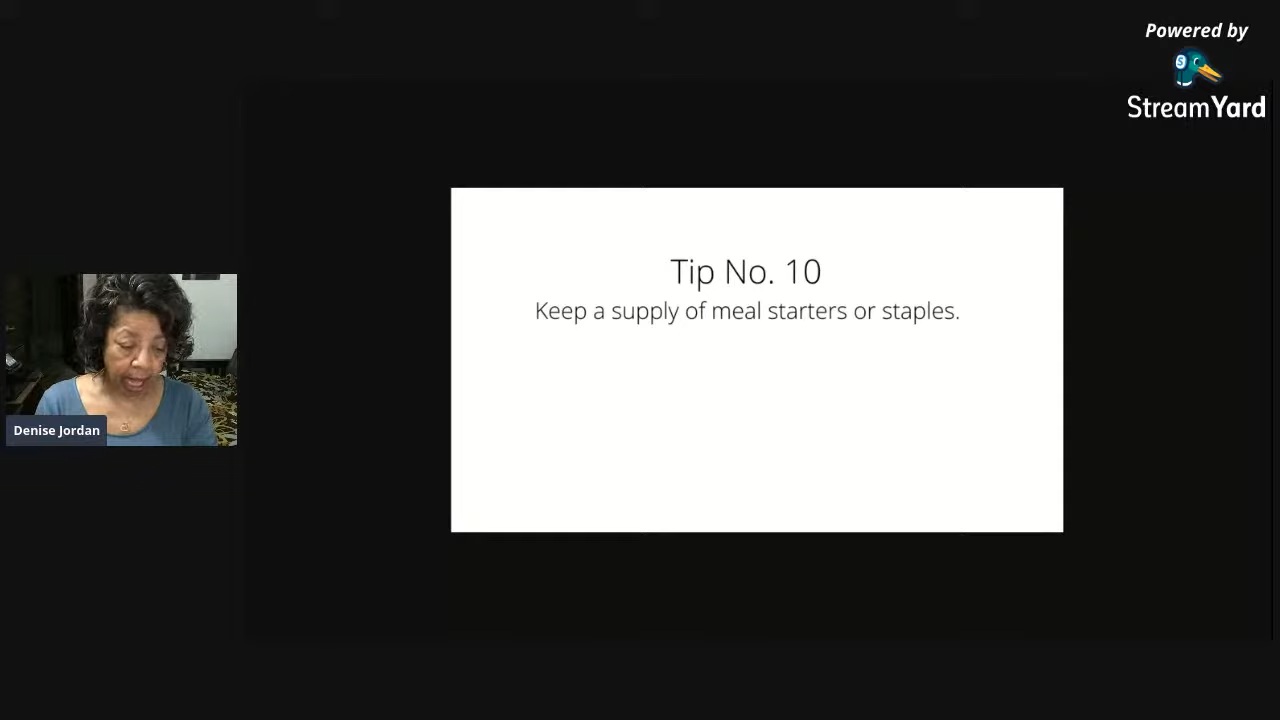 Powered by
StreamYard
Tip No. 10
Keep a supply of meal starters or staples.
Denise Jordan